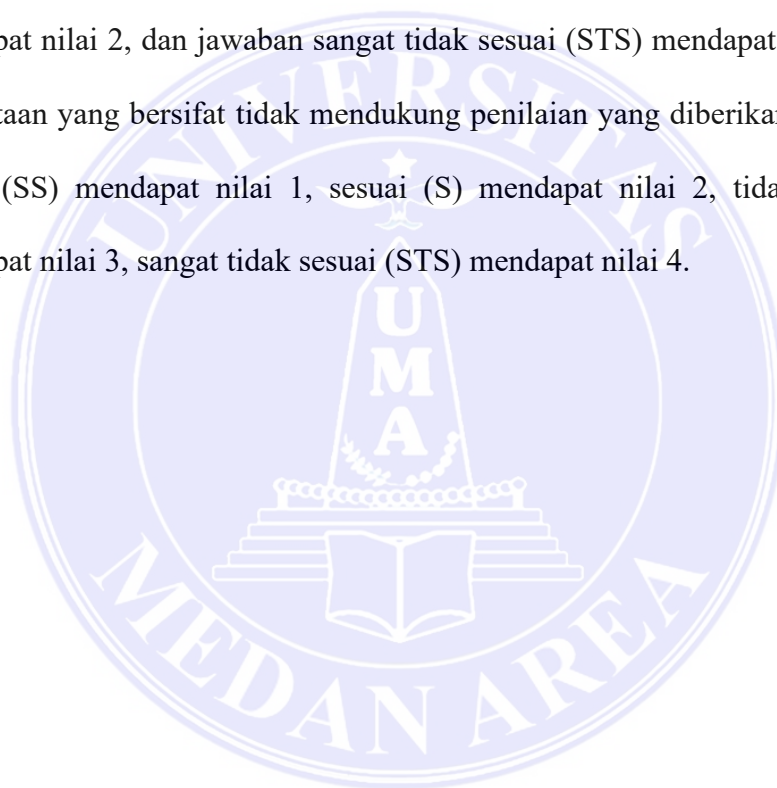 pat nilai 2, dan jawaban sangat tidak sesuai (STS) mendapat
taan yang bersifat tidak mendukung penilaian yang diberikan
(SS) mendapat nilai 1, sesuai (S) mendapat nilai 2, tida
pat nilai 3, sangat tidak sesuai (STS) mendapat nilai 4.
UNIVERSITAS
U
M
A
MEDAN AREA